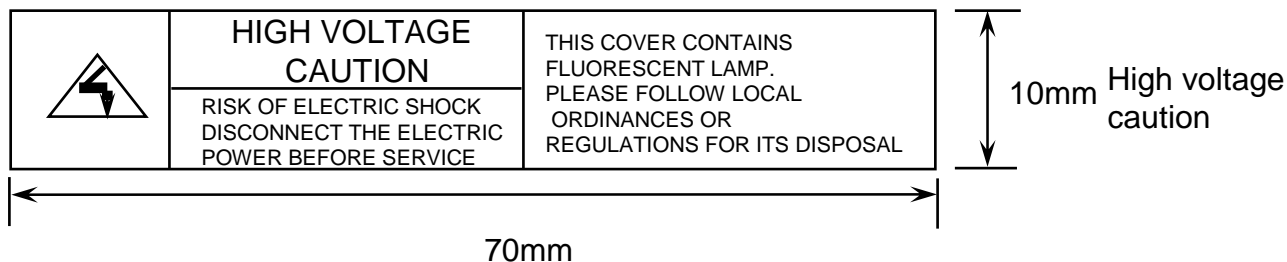 HIGH VOLTAGE
CAUTION
RISK OF ELECTRIC SHOCK
DISCONNECT THE ELECTRIC
POWER BEFORE SERVICE
THIS COVER CONTAINS
FLUORESCENT LAMP.
PLEASE FOLLOW LOCAL
ORDINANCES OR
REGULATIONS FOR ITS DISPOSAL
10mm
High voltage
caution
70mm